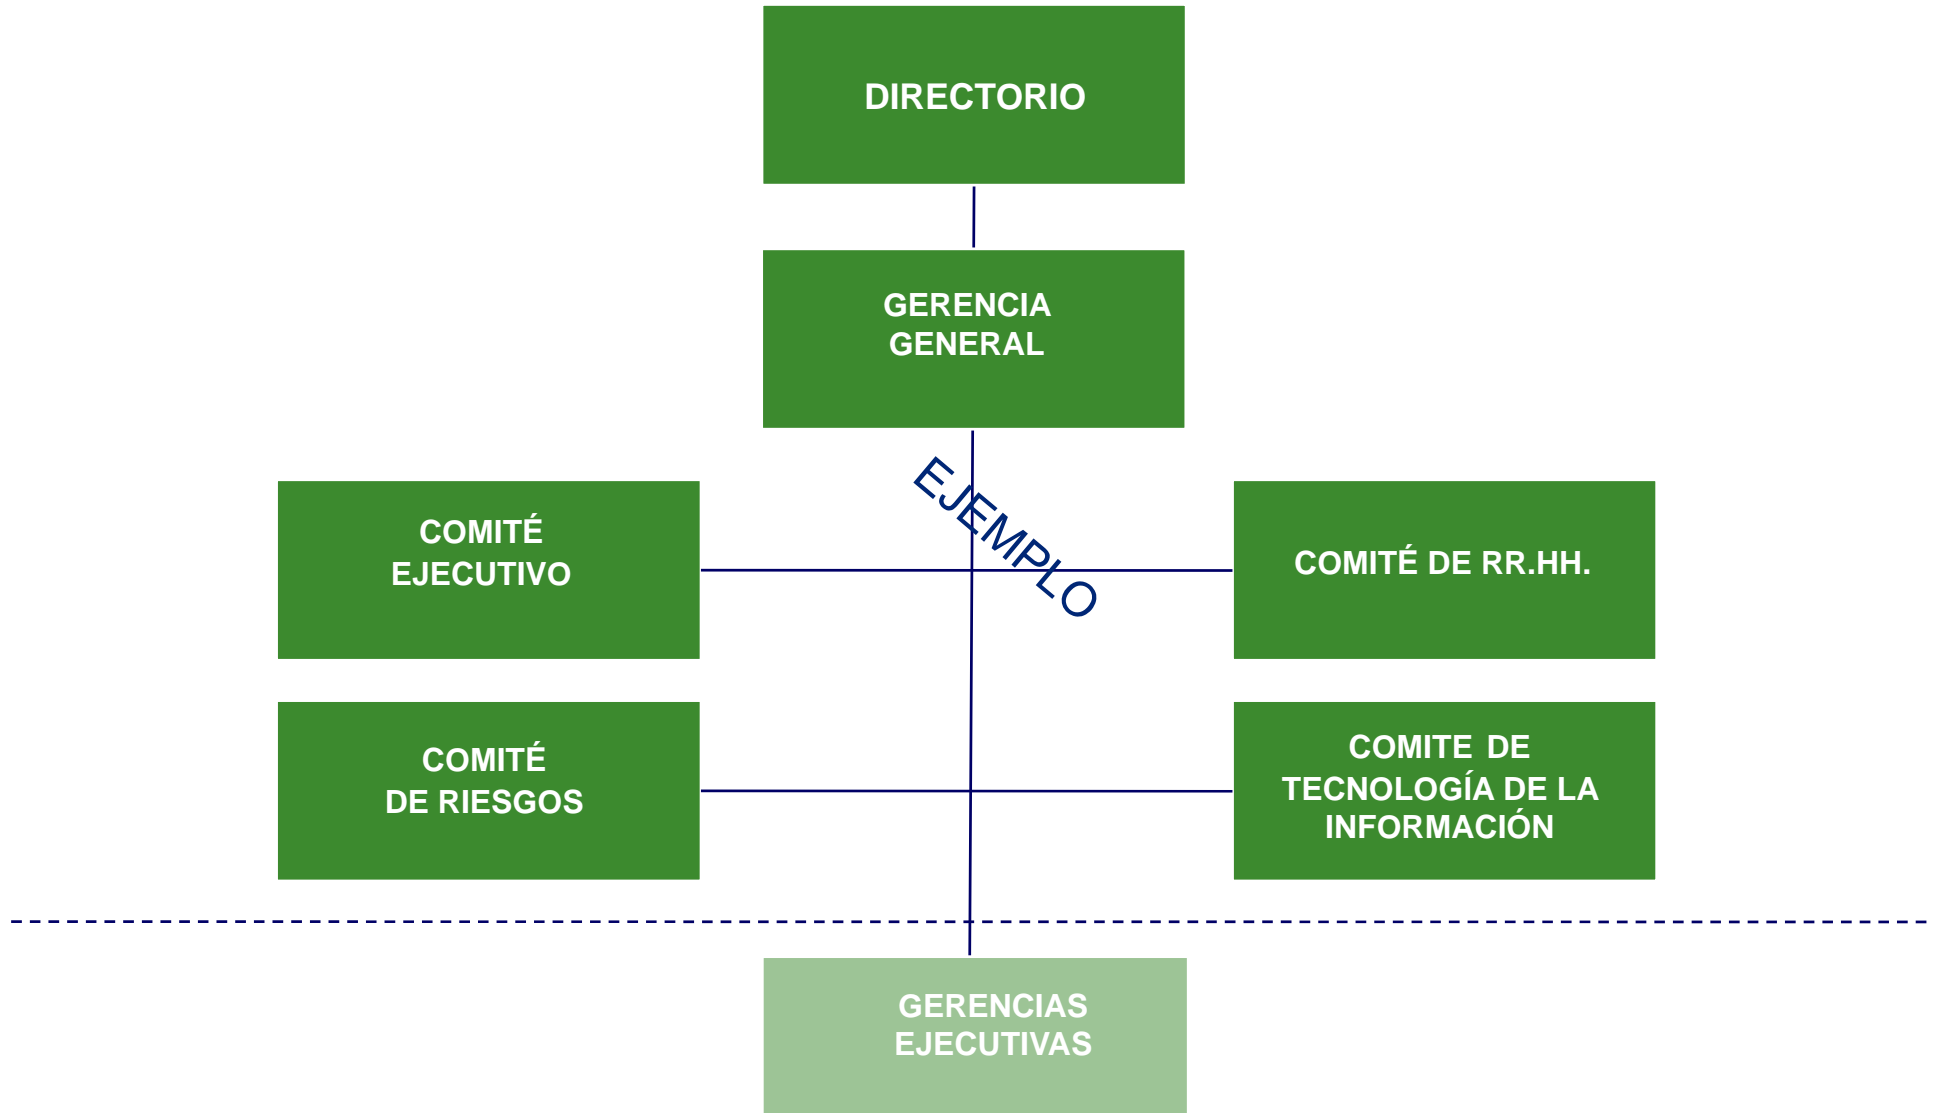 DIRECTORIO
GERENCIA
GENERAL
EJEMPLO
COMITÉ
EJECUTIVO
COMITÉ DE RR.HH.
COMITÉ
DE RIESGOS
COMITE DE
TECNOLOGÍA DE LA
INFORMACIÓN
GERENCIAS
EJECUTIVAS